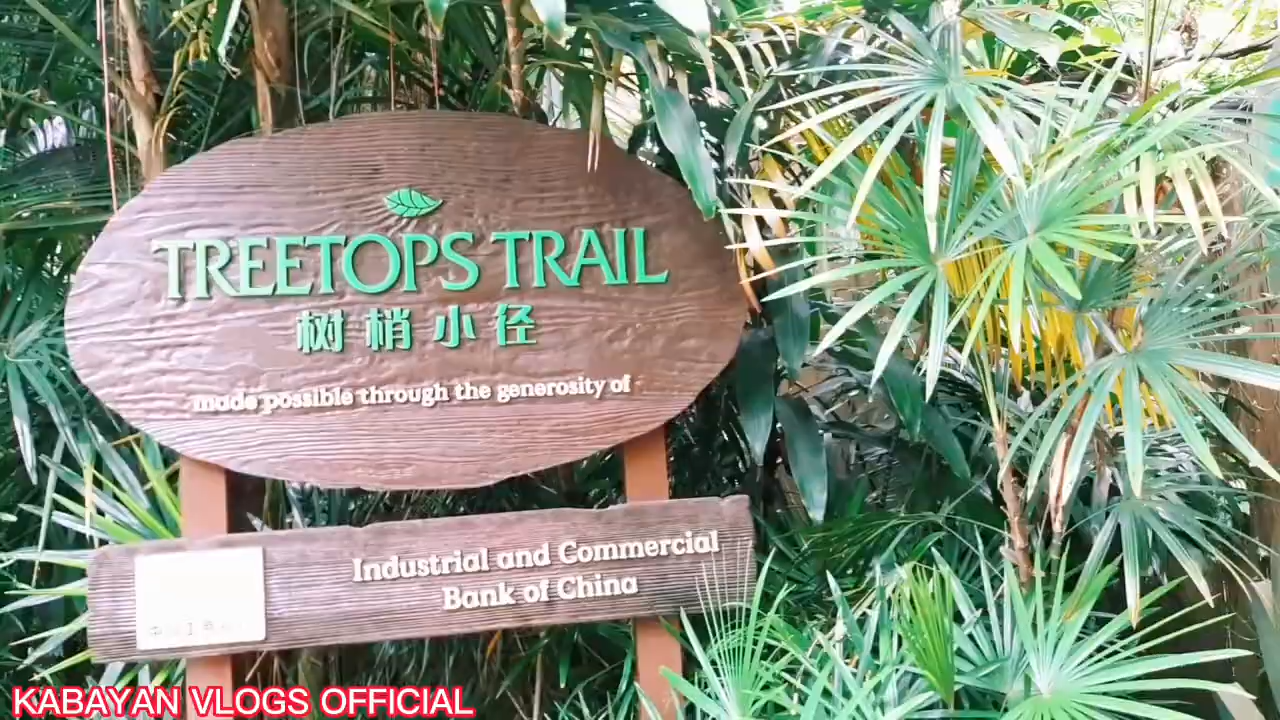 TREETOPS TRAIL
树梢小径
made possible through the generosity of
Industrial and Commercial
Bank of China
KABAYAN VLOGS OFFICIAL